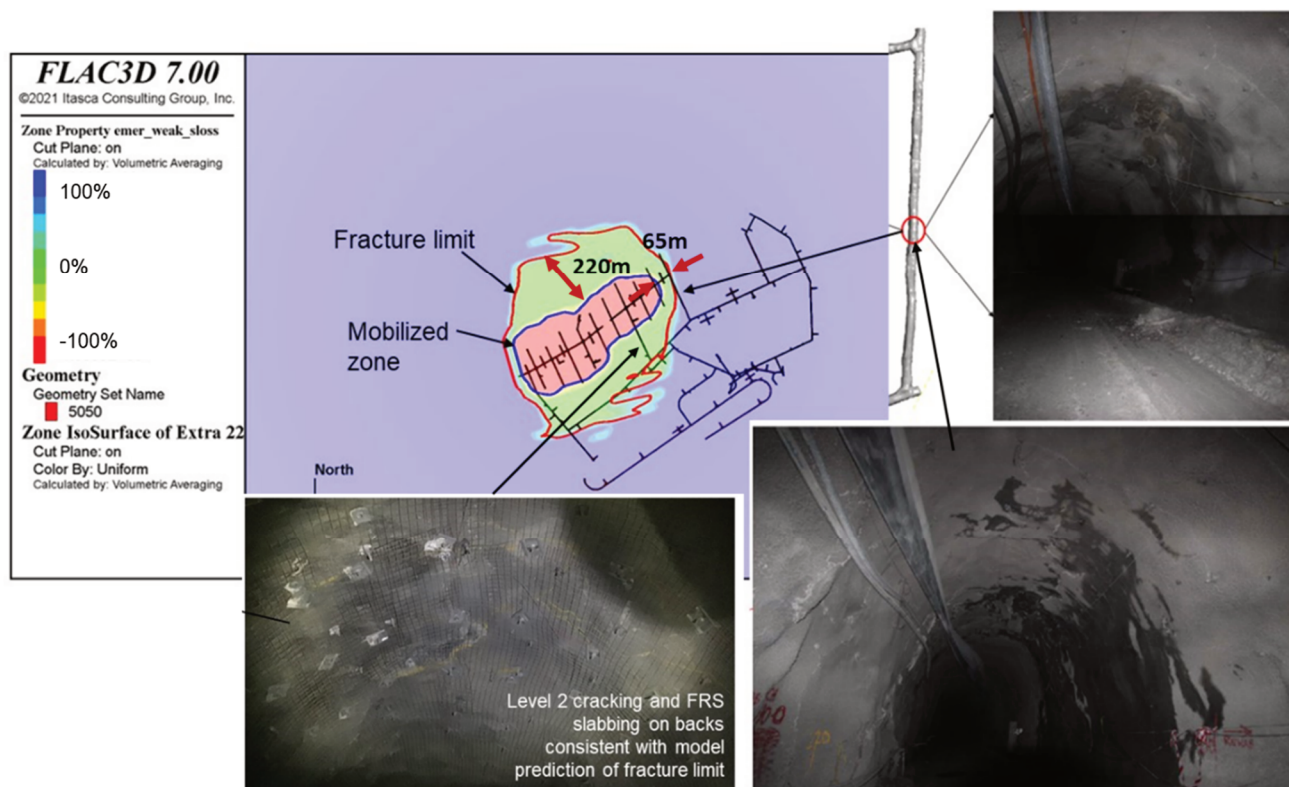 FLAC3D 7.00
©2021 Itasca Consulting Group, Inc.
Zone Property emer_weak_sloss
Cut Plane: on
Calculated by: Volumetric Averaging
100%
0%
-100%
Geometry
Geometry Set Name
5050
Zone IsoSurface of Extra 22
Cut Plane: on
Color By: Uniform
Calculated by: Volumetric Averaging
Fracture limit
65m
220m
Mobilized
zone
North
Level 2 cracking and FRS
slabbing on backs
consistent with model
prediction of fracture limit
20